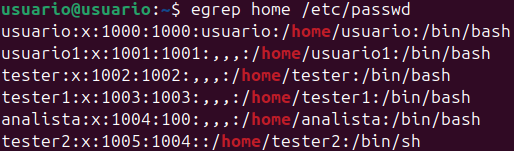 usuario@usuario:~$ egrep home /etc/passwd
usuario:x:1000:1000:usuario:/home/usuario:/bin/bash
usuario1:x:1001:1001:,,,:/home/usuario1:/bin/bash
tester:x:1002:1002:,,,:/home/tester:/bin/bash
tester1:x:1003:1003:,,,:/home/tester1:/bin/bash
analista:x:1004:100:,,,:/home/analista:/bin/bash
tester2:x:1005:1004::/home/tester2:/bin/sh